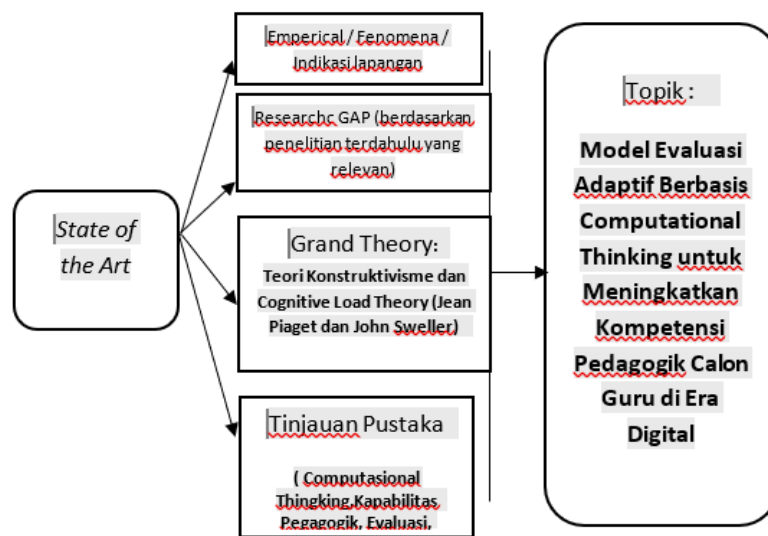 Emperical / Fenomena /
Indikasi lapangan
Researchc GAP (berdasarkan
penelitian terdahulu yang
relevan)
State of
the Art
Grand Theory:
Teori Konstruktivisme dan
Cognitive Load Theory (Jean
Piaget dan John Sweller)
Tinjauan Pustaka
( Computasional
Thingking,Kapabilitas
Pegagogik, Evaluasi,
Topik :
Model Evaluasi
Adaptif Berbasis
Computational
Thinking untuk
Meningkatkan
Kompetensi
Pedagogik Calon
Guru di Era
Digital